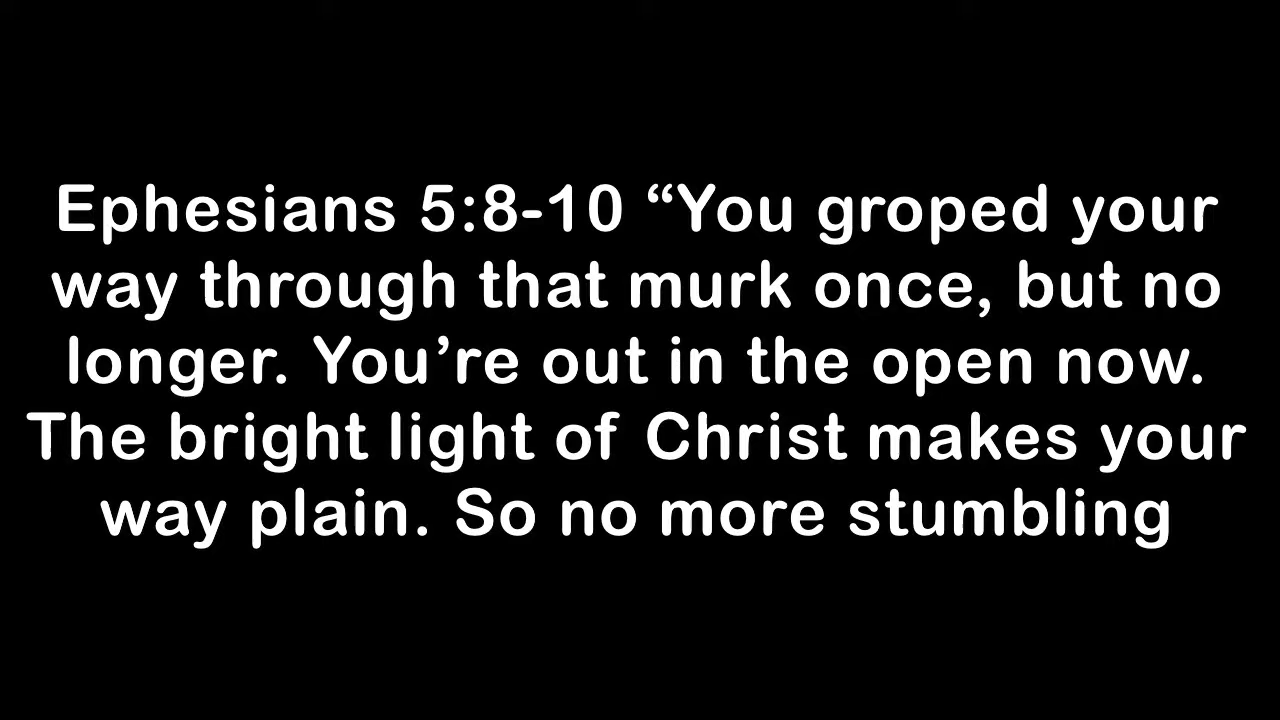 Ephesians 5:8-10 “You groped your
way through that murk once, but no
longer. You’re out in the open now.
The bright light of Christ makes your
way plain. So no more stumbling